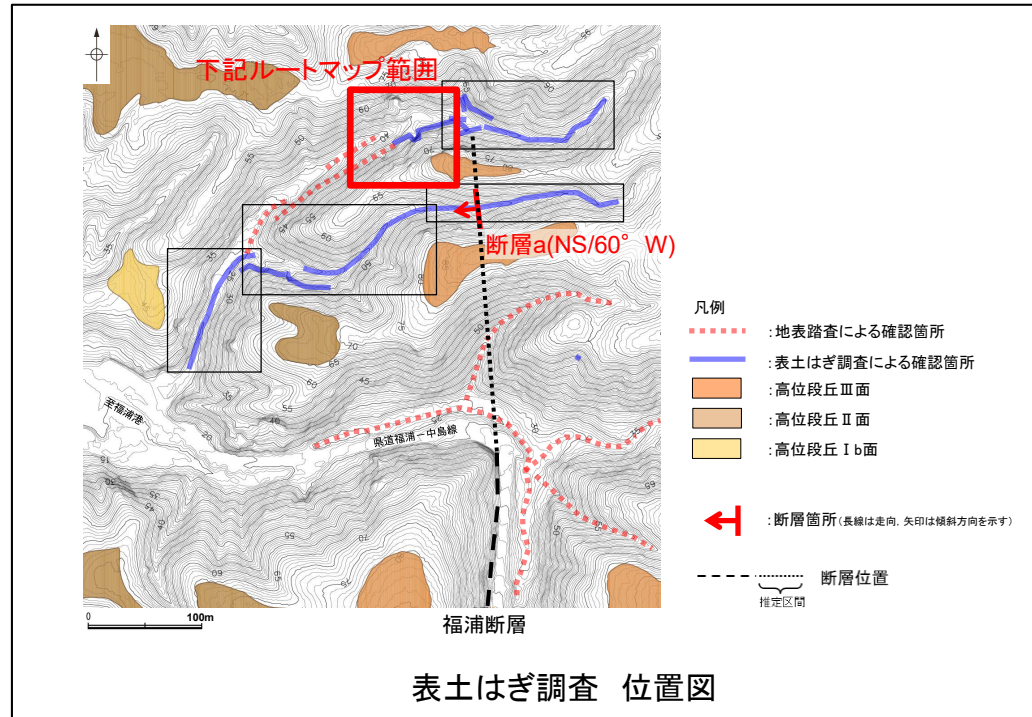 下記ルートマップ範囲
断層a(NS/60°W)
至福浦港
県道福浦－中島線
0 100m
福浦断層
凡例
:地表踏査による確認箇所
:表土はぎ調査による確認箇所
:高位段丘Ⅲ面
:高位段丘Ⅱ面
:高位段丘Ⅰb面
:断層箇所(長線は走向，矢印は傾斜方向を示す)
断層位置
推定区間
表土はぎ調査 位置図